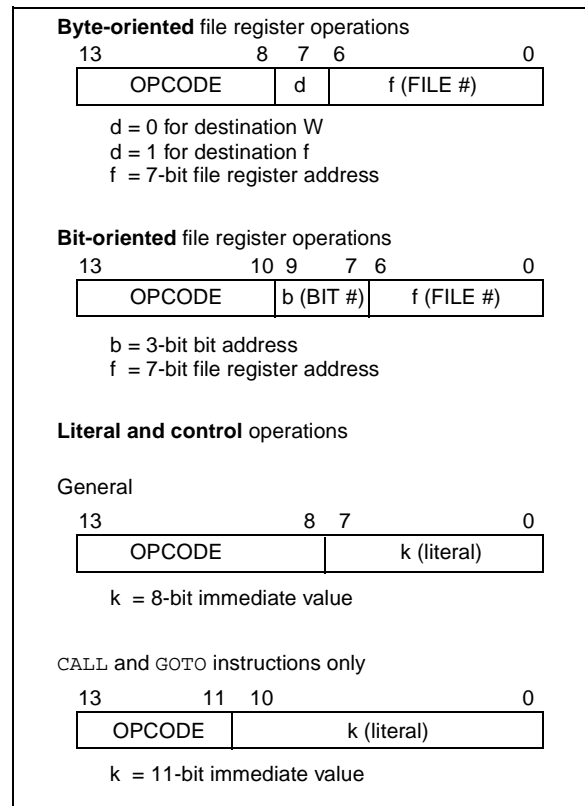 Byte-oriented file register operations
13 8 7 6 0
OPCODE d f (FILE #)
d = 0 for destination W
d = 1 for destination f
f = 7-bit file register address
Bit-oriented file register operations
13 10 9 7 6 0
OPCODE b (BIT #) f (FILE #)
b = 3-bit bit address
f = 7-bit file register address
Literal and control operations
General
13 8 7 0
OPCODE k (literal)
k = 8-bit immediate value
CALL and GOTO instructions only
13 11 10 0
OPCODE k (literal)
k = 11-bit immediate value